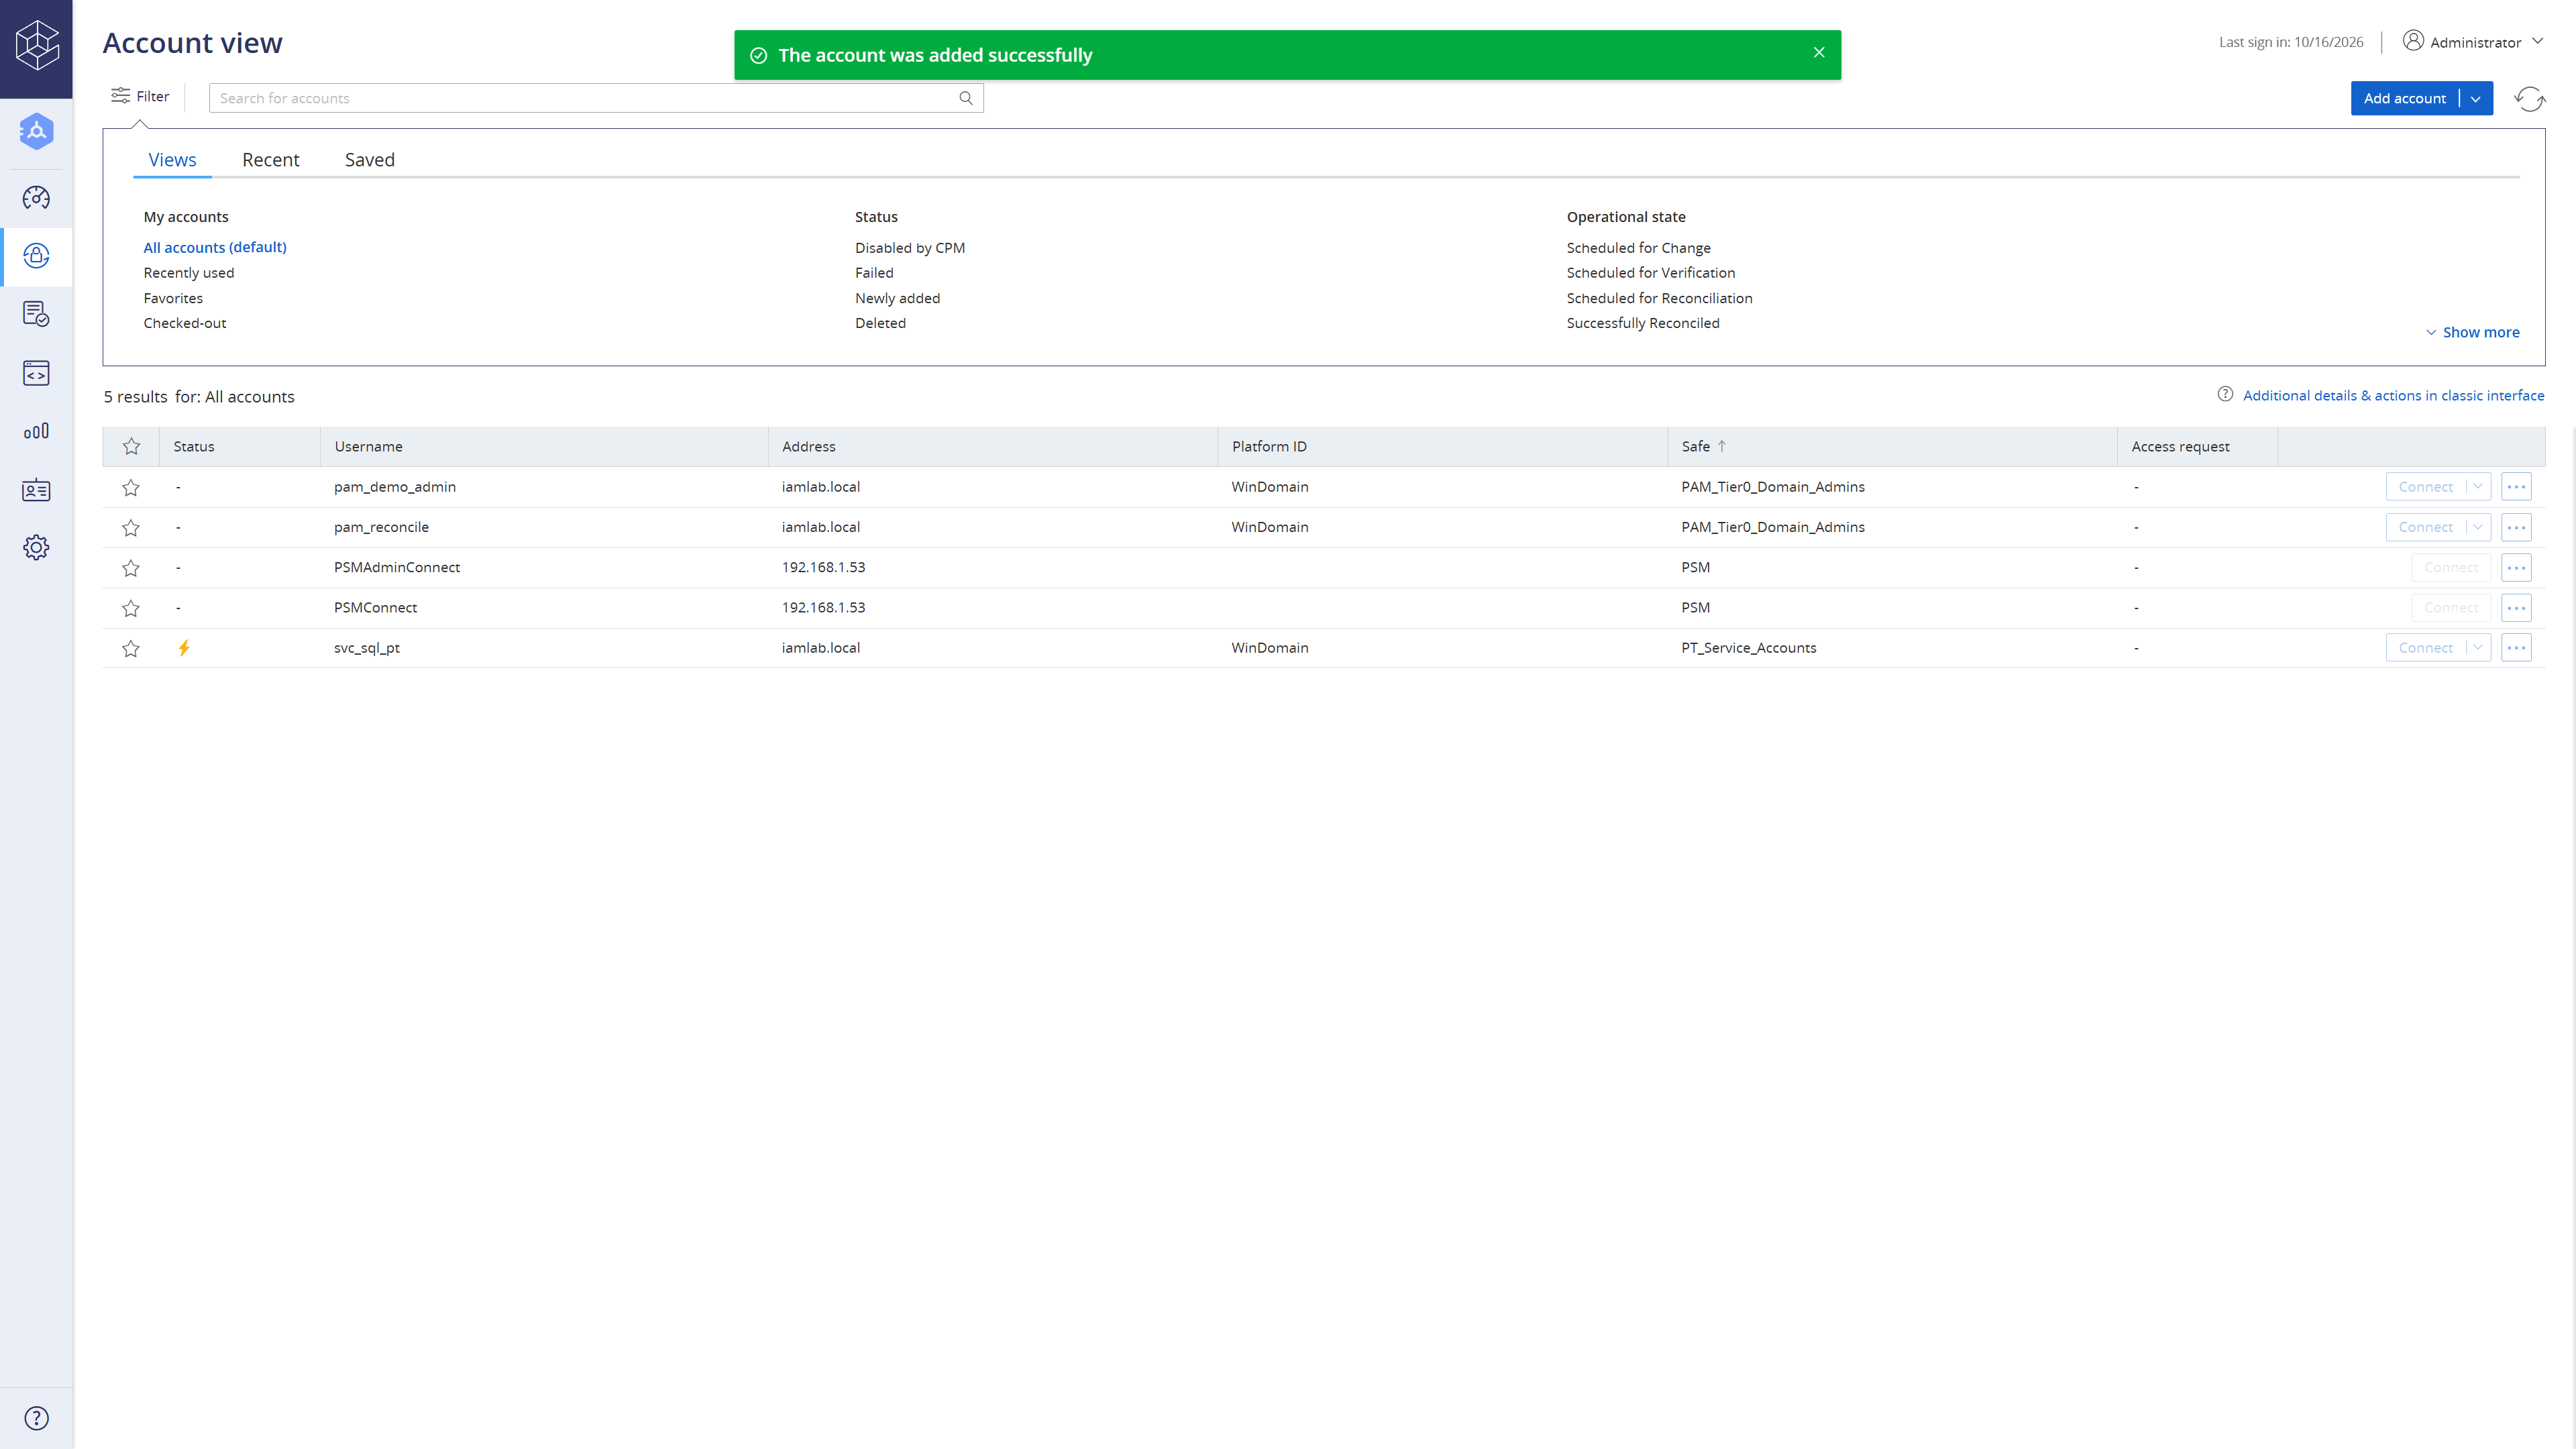 Account view
The account was added successfully
Last sign in: 10/16/2026
Administrator
Filter
Search for accounts
Add account
Views Recent Saved
My accounts Status Operational state
All accounts (default) Disabled by CPM Scheduled for Change
Recently used Failed Scheduled for Verification
Favorites Newly added Scheduled for Reconciliation
Checked-out Deleted Successfully Reconciled
Show more
5 results for: All accounts
Additional details & actions in classic interface
Status Username Address Platform ID Safe Access request
- pam_demo_admin iamlab.local WinDomain PAM_Tier0_Domain_Admins - Connect
- pam_reconcile iamlab.local WinDomain PAM_Tier0_Domain_Admins - Connect
- PSMAdminConnect 192.168.1.53 PSM - Connect
- PSMConnect 192.168.1.53 PSM - Connect
svc_sql_pt iamlab.local WinDomain PT_Service_Accounts - Connect